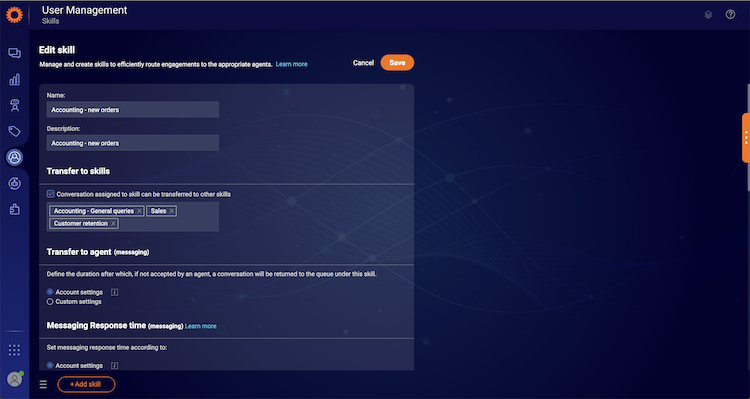 User Management
Skills
Edit skill
Manage and create skills to efficiently route engagements to the appropriate agents. Learn more
Cancel
Save
Name:
Accounting - new orders
Description:
Accounting - new orders
Transfer to skills
Conversation assigned to skill can be transferred to other skills
Accounting - General queries
Sales
Customer retention
Transfer to agent (messaging)
Define the duration after which, if not accepted by an agent, a conversation will be returned to the queue under this skill.
Account settings
Custom settings
Messaging Response time (messaging) Learn more
Set messaging response time according to:
Account settings
+Add skill